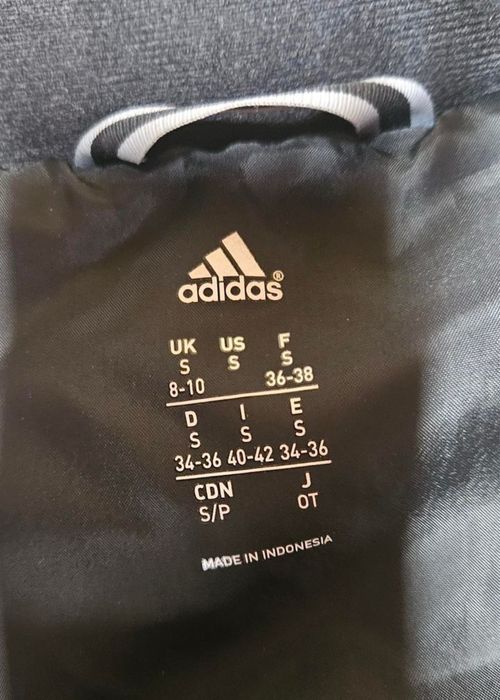 adidas®
UK US F
S S S
8-10 36-38
D I E
S S S
34-36 40-42 34-36
CDN J
S/P OT
MADE IN INDONESIA